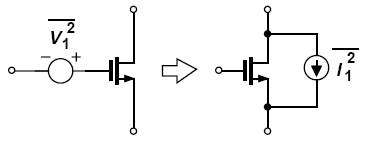 V₁²
− +
I₁²